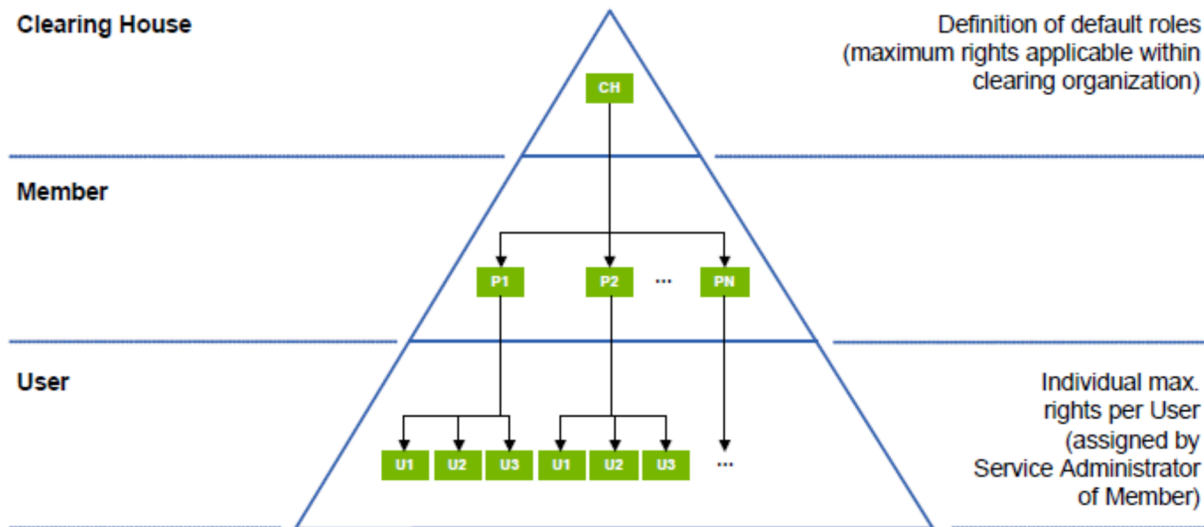 Clearing House
Definition of default roles
(maximum rights applicable within
clearing organization)
CH
Member
P1 P2 ... PN
User
Individual max.
rights per User
(assigned by
Service Administrator
of Member)
U1 U2 U3 U1 U2 U3 ...